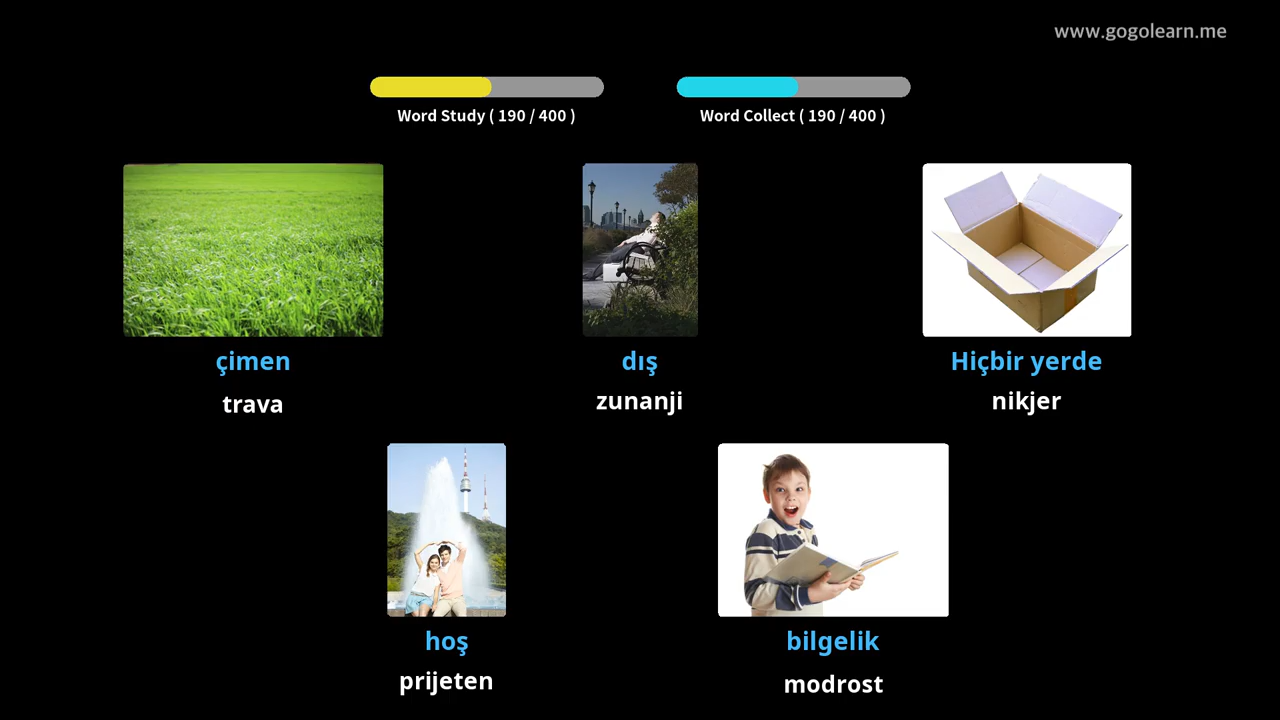 www.gogolearn.me
Word Study ( 190 / 400 )
Word Collect ( 190 / 400 )
çimen
trava
dış
zunanji
Hiçbir yerde
nikjer
hoş
prijeten
bilgelik
modrost